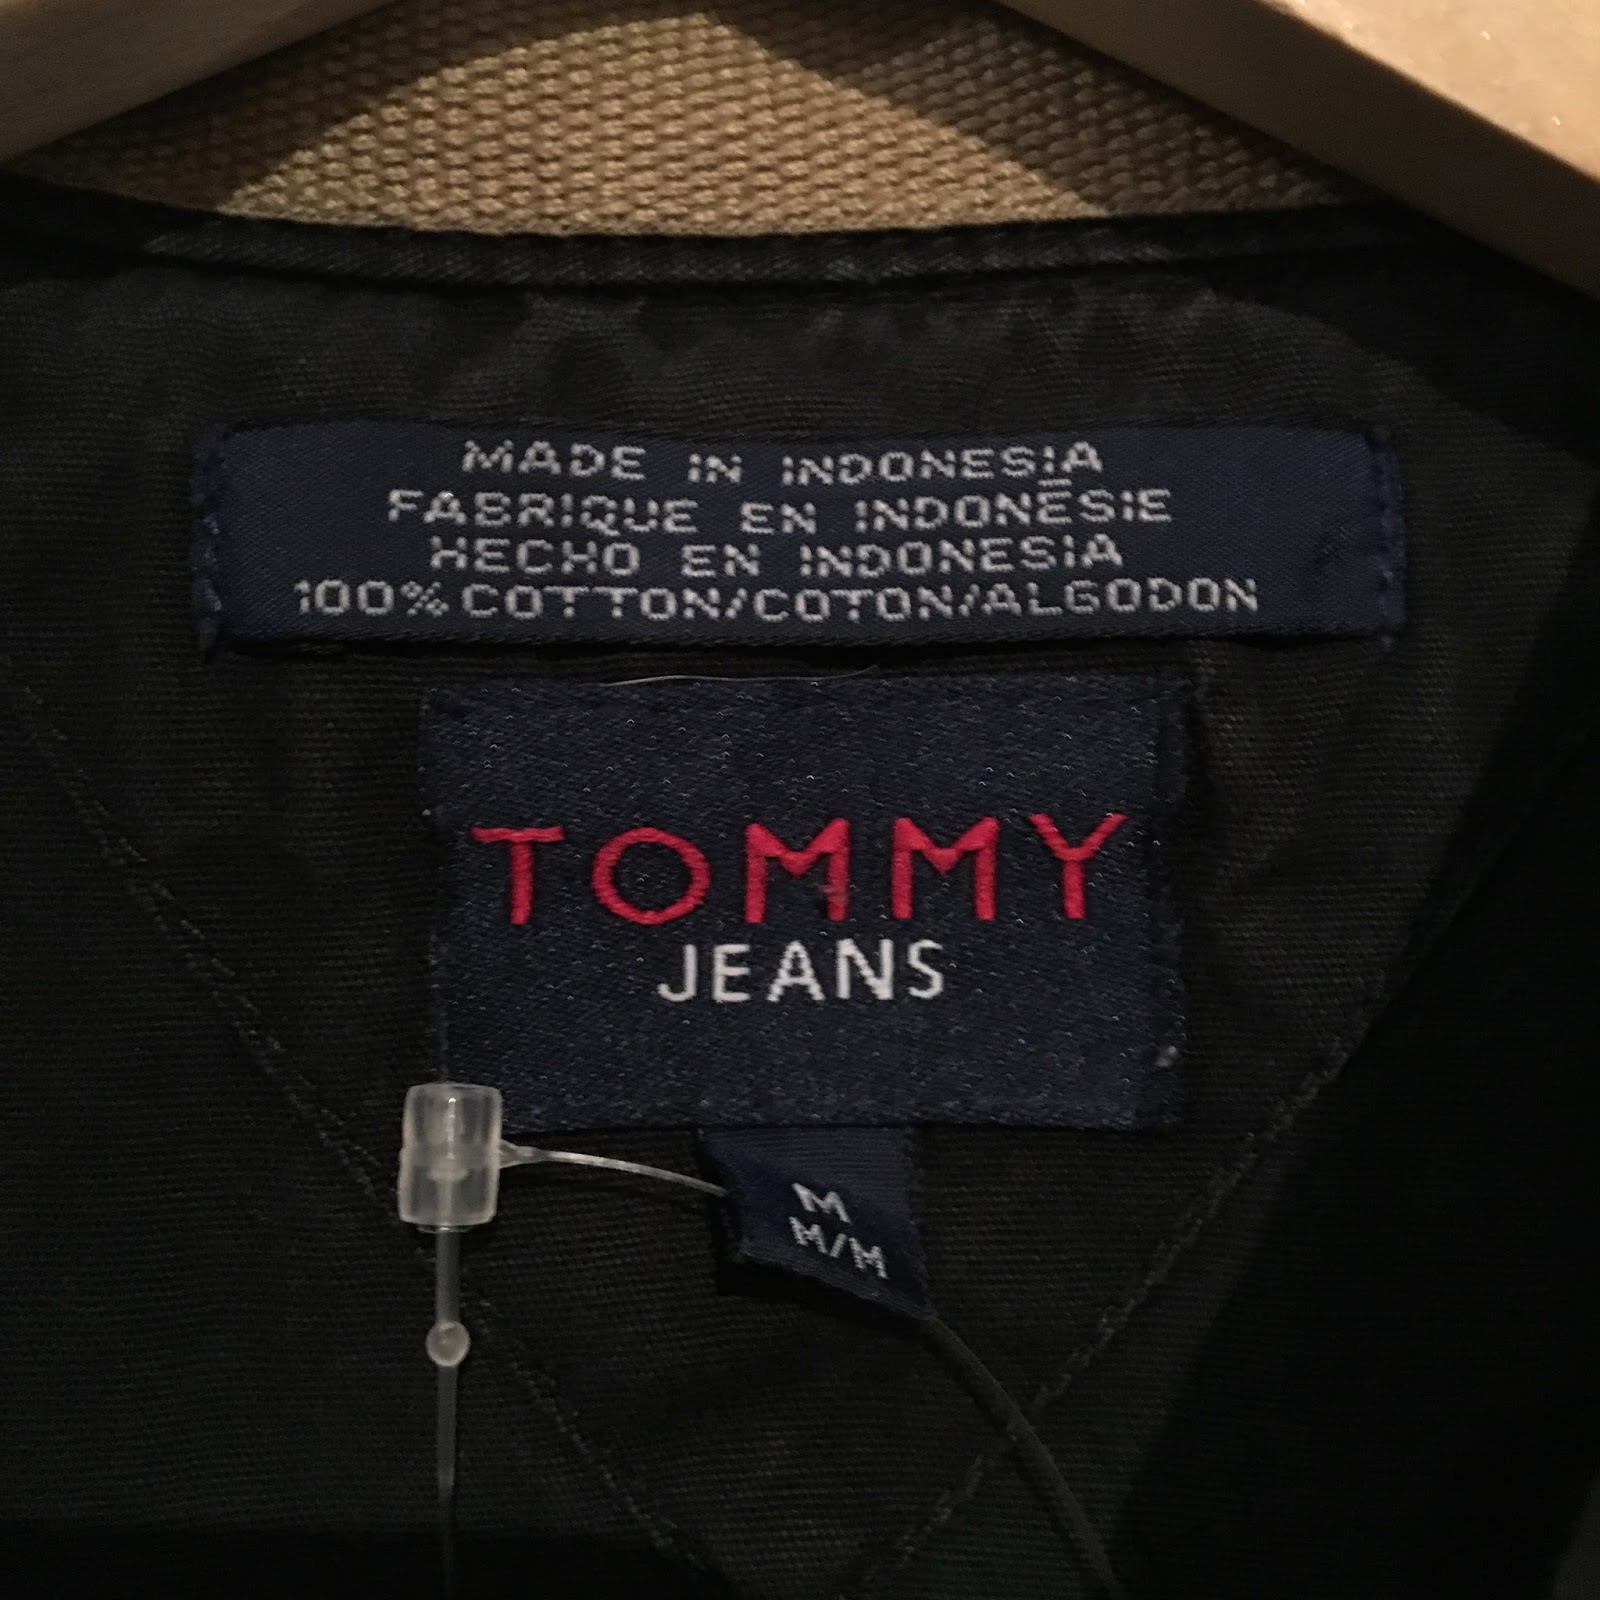 MADE IN INDONESIA
FABRIQUE EN INDONÉSIE
HECHO EN INDONESIA
100% COTTON/COTON/ALGODON
TOMMY
JEANS
M
M/M